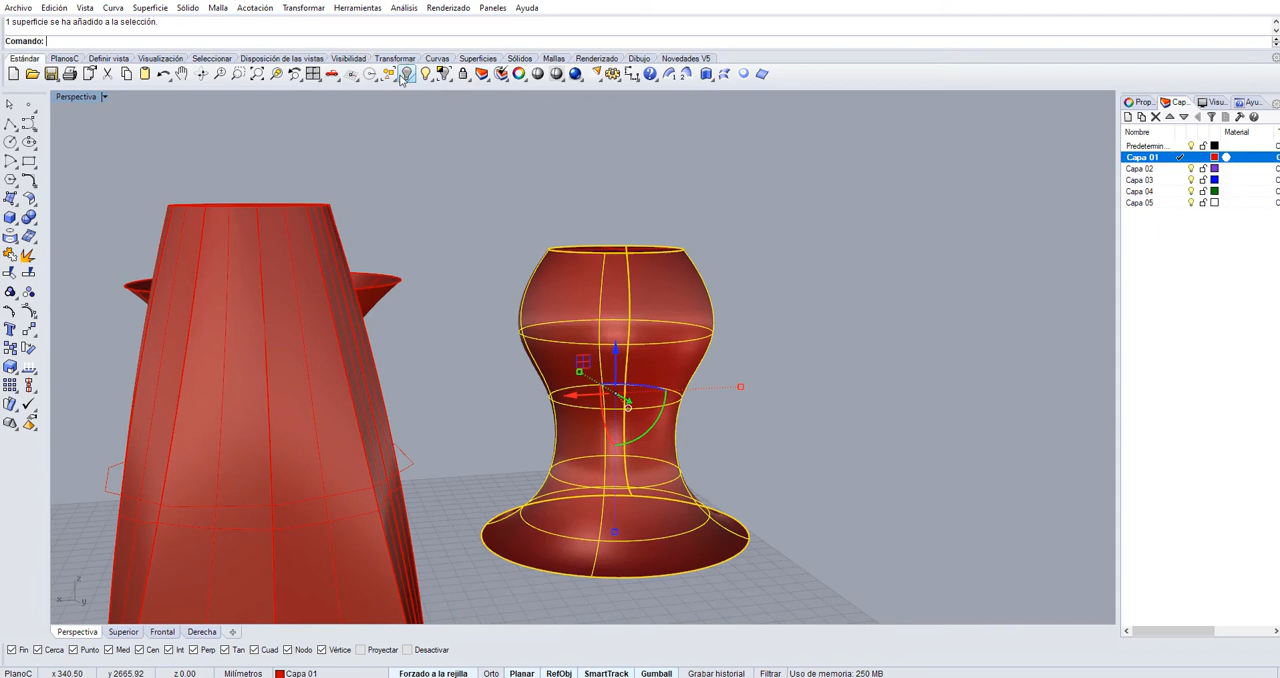 Archivo Edición Vista Curva Superficie Sólido Malla Acotación Transformar Herramientas Análisis Renderizado Paneles Ayuda
1 superficie se ha añadido a la selección.
Comando:
Estándar PlanosC Definir vista Visualización Seleccionar Disposición de las vistas Visibilidad Transformar Curvas Superficies Sólidos Mallas Renderizado Dibujo Novedades V5
Perspectiva
Prop... Cap... Visu... Ayu...
Nombre Material
Predetermin...
Capa 01
Capa 02
Capa 03
Capa 04
Capa 05
z
x y
Perspectiva Superior Frontal Derecha
Fin Cerca Punto Med Cen Int Perp Tan Cuad Nodo Vértice Proyectar Desactivar
PlanoC x 340.50 y 2665.92 z 0.00 Milímetros Capa 01 Forzado a la rejilla Orto Planar RefObj SmartTrack Gumball Grabar historial Filtrar Uso de memoria: 250 MB